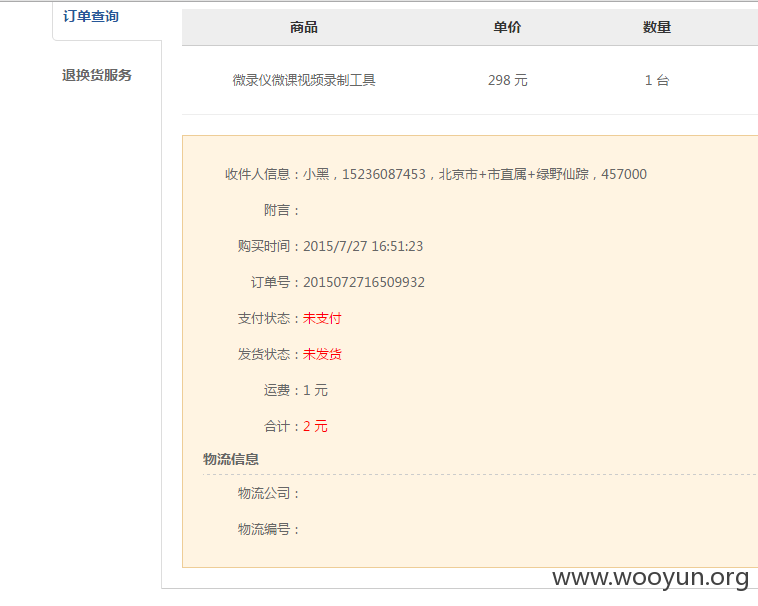 订单查询
退换货服务
商品 单价 数量
微录仪微课视频录制工具 298 元 1 台
收件人信息：小黑，15236087453，北京市+市直属+绿野仙踪，457000
附言：
购买时间：2015/7/27 16:51:23
订单号：2015072716509932
支付状态：未支付
发货状态：未发货
运费：1 元
合计：2 元
物流信息
物流公司：
物流编号：
www.wooyun.org